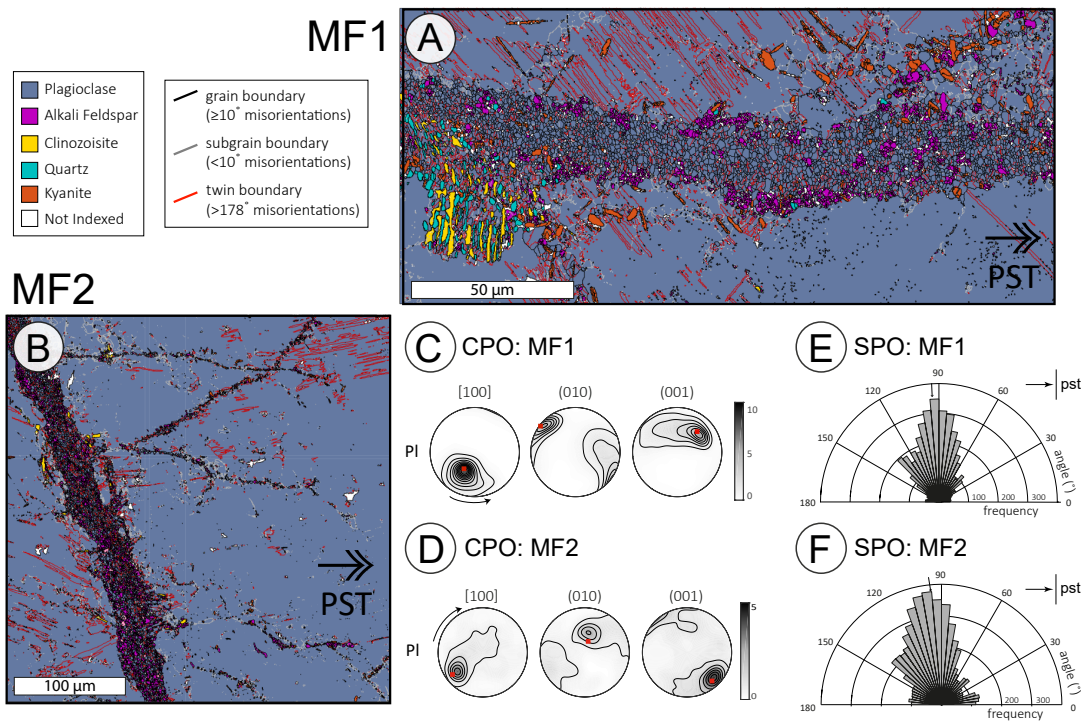 MF1
A
Plagioclase
Alkali Feldspar
Clinozoisite
Quartz
Kyanite
Not Indexed
grain boundary
(≥10° misorientations)
subgrain boundary
(<10° misorientations)
twin boundary
(>178° misorientations)
50 µm
PST
MF2
B
100 µm
PST
C CPO: MF1
[100] (010) (001)
Pl
10
5
0
D CPO: MF2
[100] (010) (001)
Pl
5
0
E SPO: MF1
pst
90
120 60
150 30
180 0
100 200 300
frequency
angle (°)
F SPO: MF2
pst
90
120 60
150 30
180 0
200 300
frequency
angle (°)